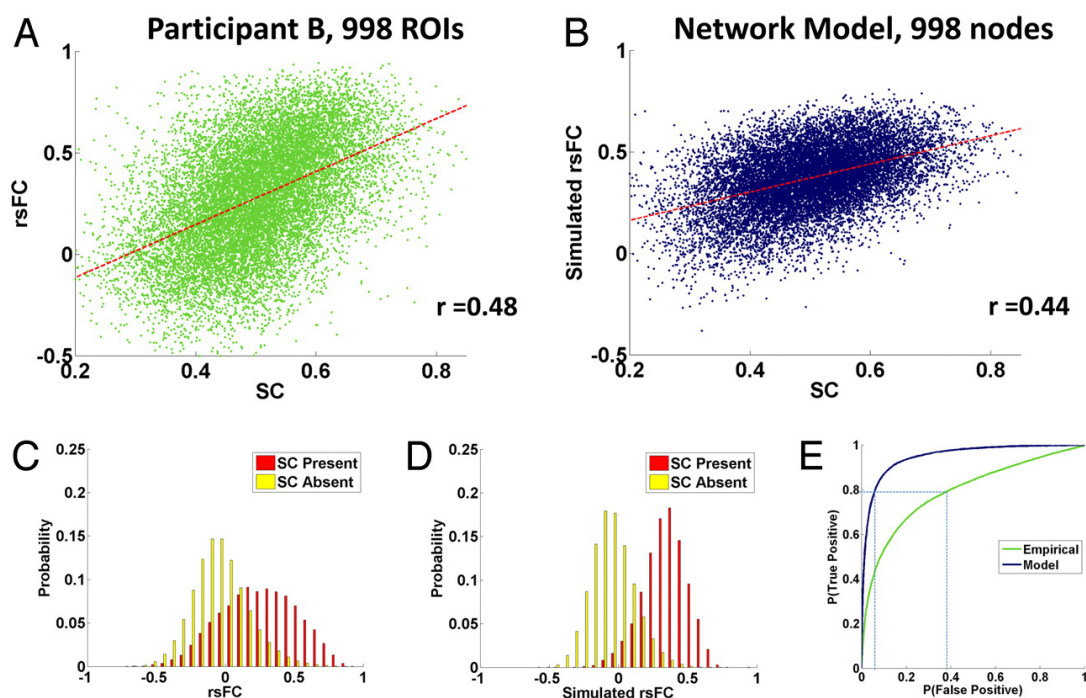 A
Participant B, 998 ROIs
1
0.5
0
-0.5
rsFC
0.2
0.4
0.6
0.8
SC
r =0.48
B
Network Model, 998 nodes
1
0.5
0
-0.5
Simulated rsFC
0.2
0.4
0.6
0.8
SC
r =0.44
C
0.25
0.2
0.15
0.1
0.05
0
Probability
SC Present
SC Absent
-1
-0.5
0
0.5
1
rsFC
D
0.25
0.2
0.15
0.1
0.05
0
Probability
SC Present
SC Absent
-1
-0.5
0
0.5
1
Simulated rsFC
E
1
0.8
0.6
0.4
0.2
0
P(True Positive)
Empirical
Model
0
0.2
0.4
0.6
0.8
1
P(False Positive)